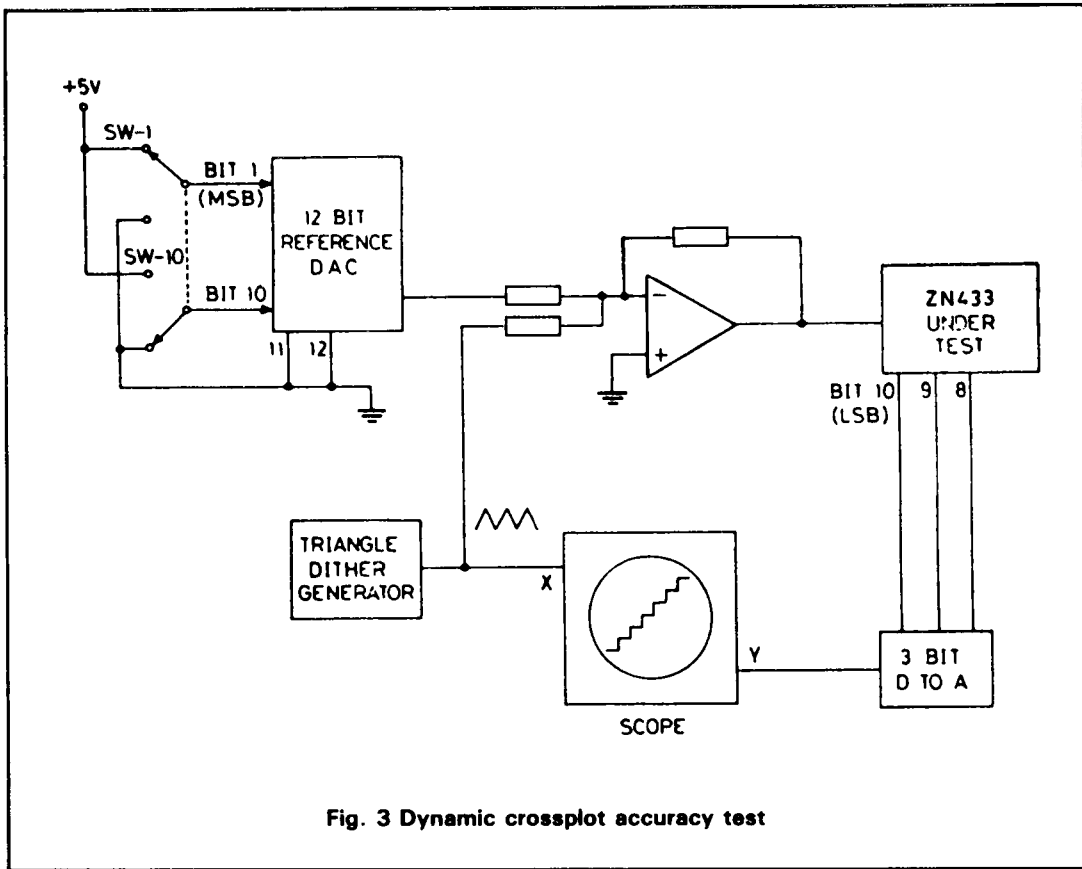 +5V
SW-1
BIT 1
(MSB)
12 BIT
REFERENCE
DAC
SW-10
BIT 10
11 12
ZN433
UNDER
TEST
BIT 10 9 8
(LSB)
TRIANGLE
DITHER
GENERATOR
X
Y
SCOPE
3 BIT
D TO A
Fig. 3 Dynamic crossplot accuracy test